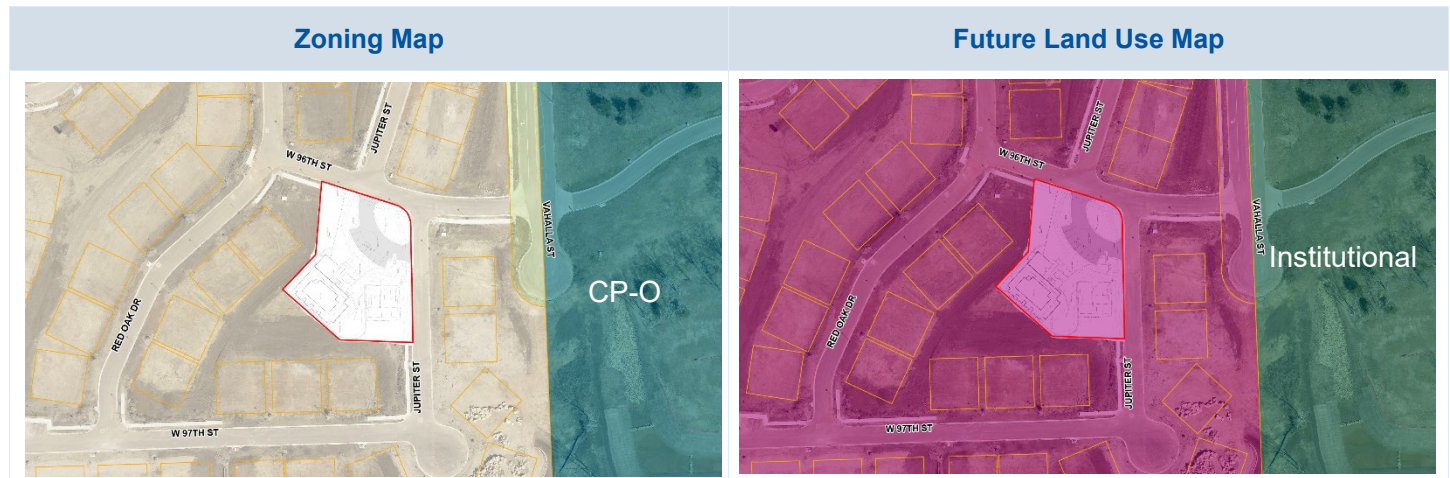 Zoning Map
Future Land Use Map
W 96TH ST
JUPITER ST
VAHALLA ST
CP-O
RED OAK DR
JUPITER ST
W 97TH ST
W 96TH ST
JUPITER ST
VAHALLA ST
Institutional
RED OAK DR
JUPITER ST
W 97TH ST